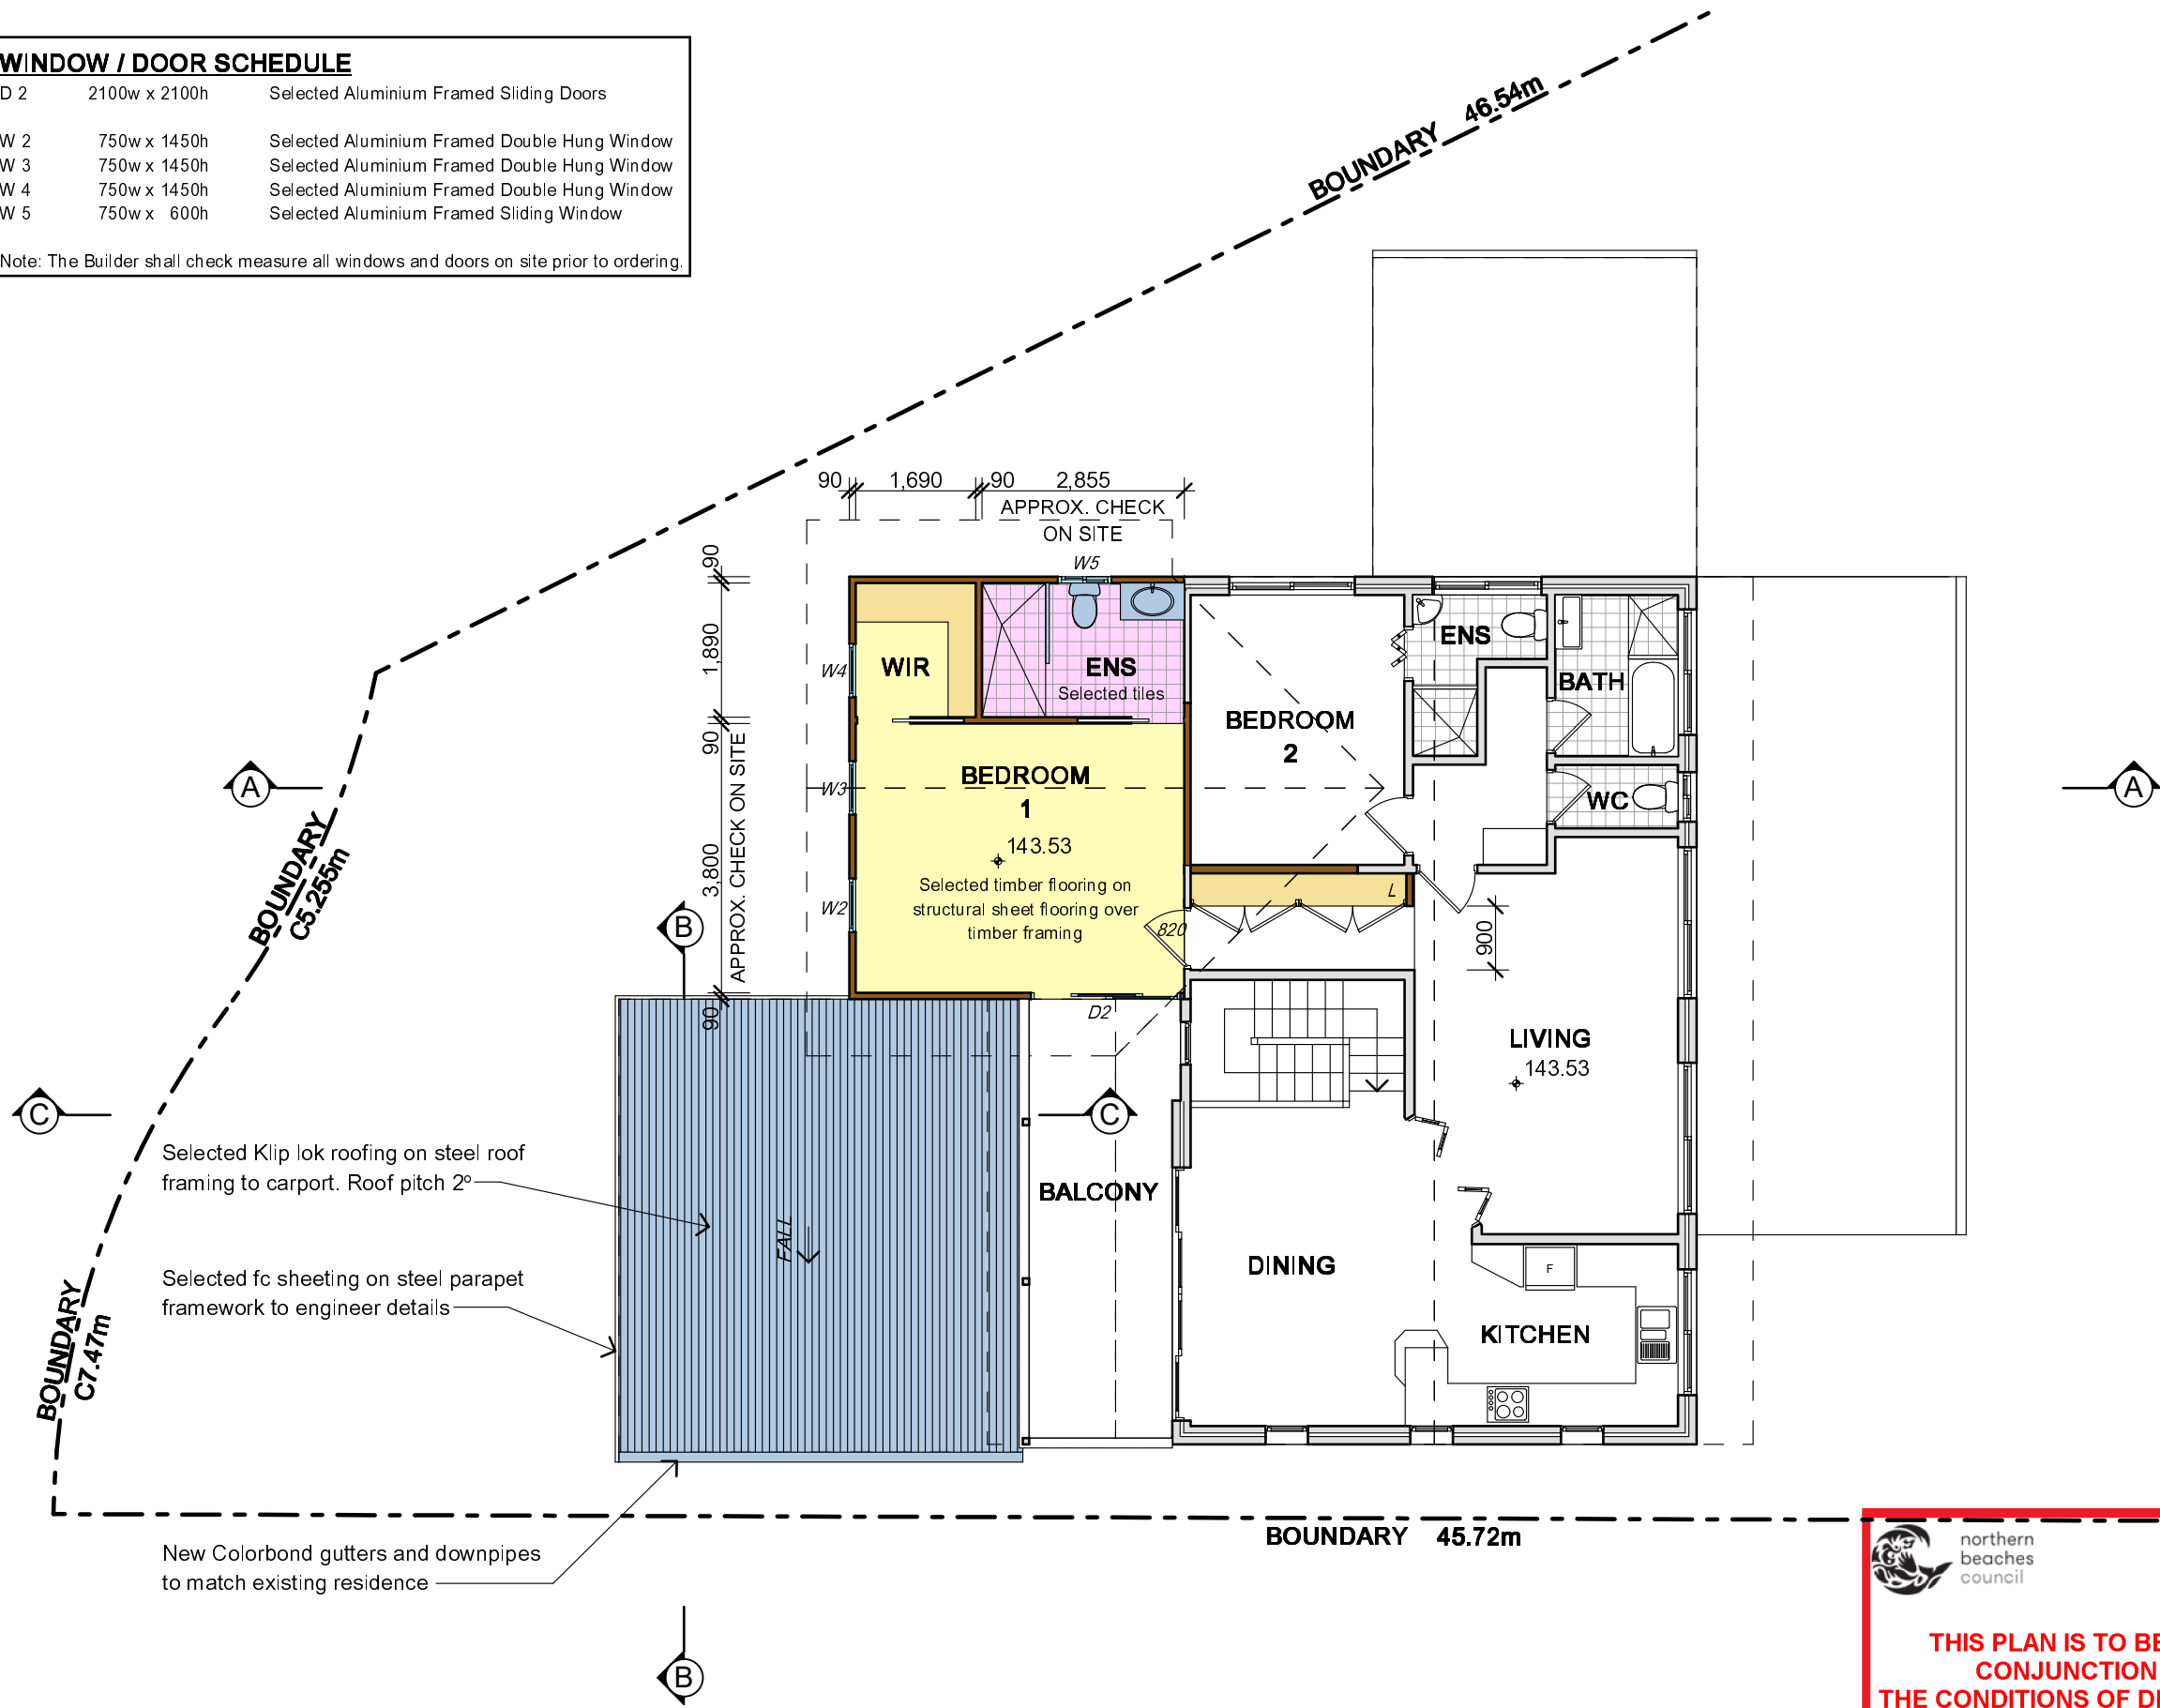 WINDOW / DOOR SCHEDULE
D 2 2100w x 2100h Selected Aluminium Framed Sliding Doors
W 2 750w x 1450h Selected Aluminium Framed Double Hung Window
W 3 750w x 1450h Selected Aluminium Framed Double Hung Window
W 4 750w x 1450h Selected Aluminium Framed Double Hung Window
W 5 750w x 600h Selected Aluminium Framed Sliding Window
Note: The Builder shall check measure all windows and doors on site prior to ordering.
BOUNDARY 46.54m
90 1,690 90 2,855
APPROX. CHECK
ON SITE
W5
90
1,890
90
3,800
90
APPROX. CHECK ON SITE
W4
WIR
ENS
Selected tiles
ENS
BATH
BEDROOM
2
WC
W3
BEDROOM
1
143.53
Selected timber flooring on
structural sheet flooring over
timber framing
W2
820
L
900
A
A
BOUNDARY
C5.255m
B
D2
LIVING
143.53
C
C
Selected Klip lok roofing on steel roof
framing to carport. Roof pitch 2º
FALL
BALCONY
DINING
F
KITCHEN
Selected fc sheeting on steel parapet
framework to engineer details
BOUNDARY
C7.47m
BOUNDARY 45.72m
New Colorbond gutters and downpipes
to match existing residence
B
northern
beaches
council
THIS PLAN IS TO BE
CONJUNCTION
THE CONDITIONS OF